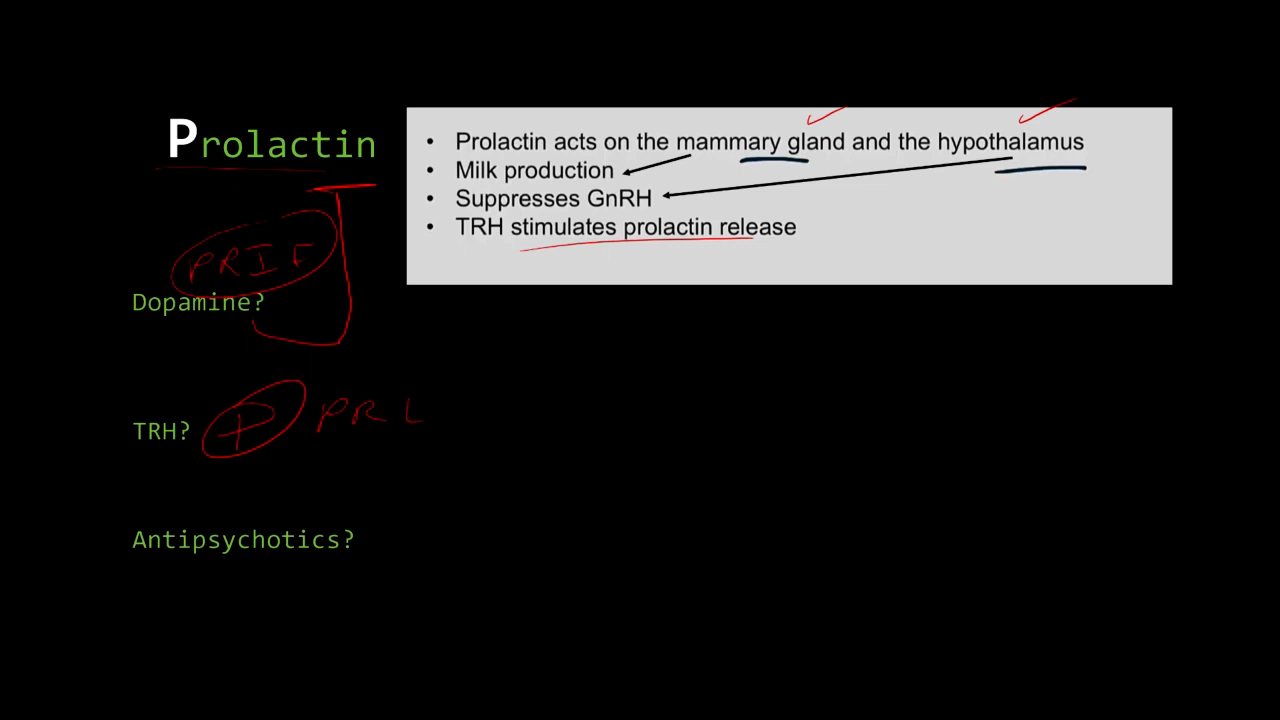 Prolactin
• Prolactin acts on the mammary gland and the hypothalamus
• Milk production
• Suppresses GnRH
• TRH stimulates prolactin release
PRIF
Dopamine?
TRH? + PRL
Antipsychotics?